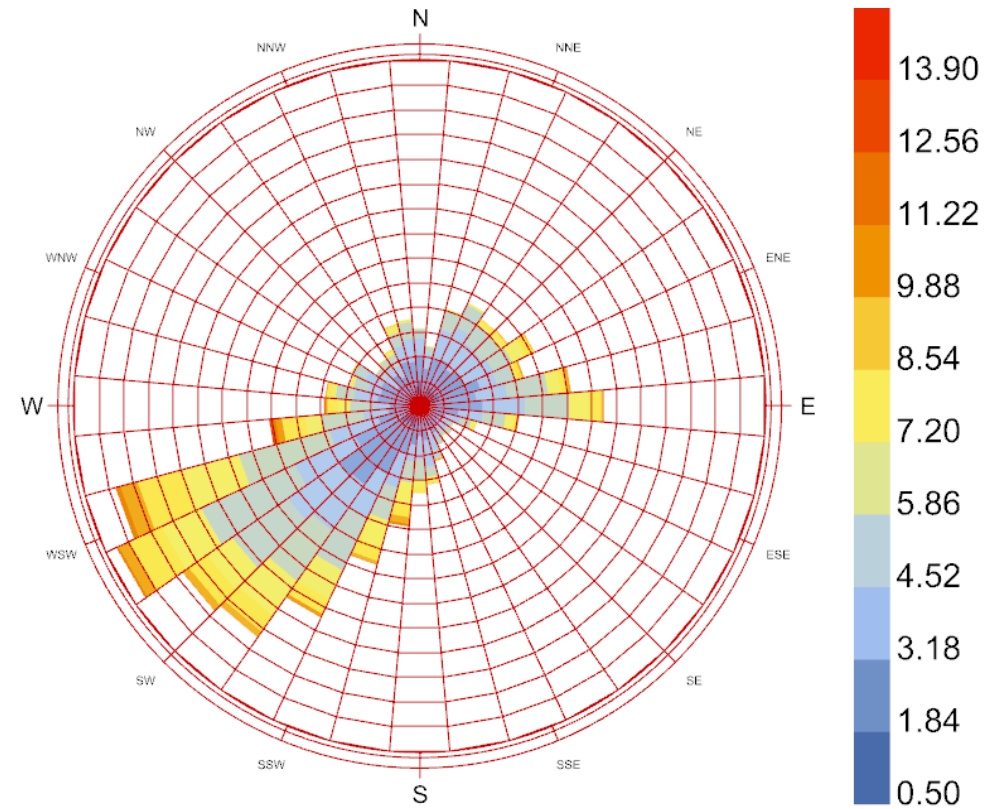 N
NNW
NNE
NW
NE
WNW
ENE
W
E
WSW
ESE
SW
SE
SSW
SSE
S
13.90
12.56
11.22
9.88
8.54
7.20
5.86
4.52
3.18
1.84
0.50